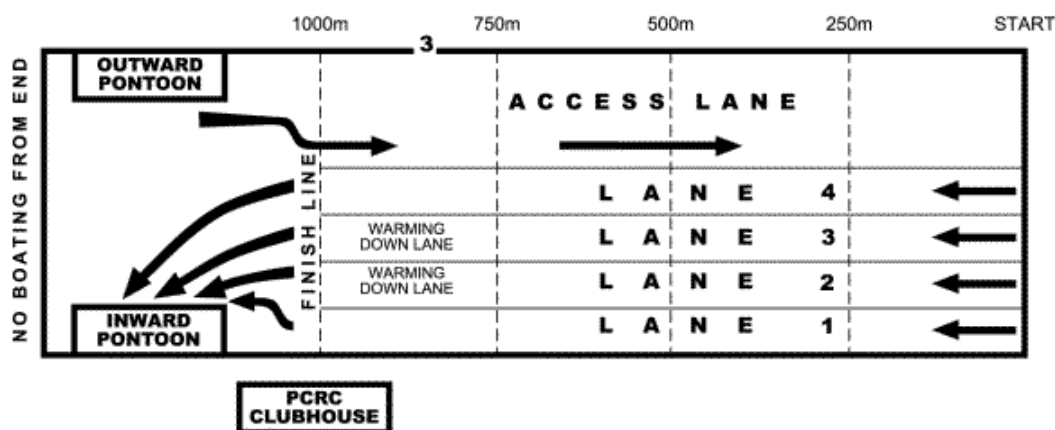 1000m 750m 500m 250m START
3
OUTWARD
PONTOON
NO BOATING FROM END
ACCESS LANE
FINISH LINE
LANE 4
WARMING
DOWN LANE
LANE 3
WARMING
DOWN LANE
LANE 2
INWARD
PONTOON
LANE 1
PCRC
CLUBHOUSE